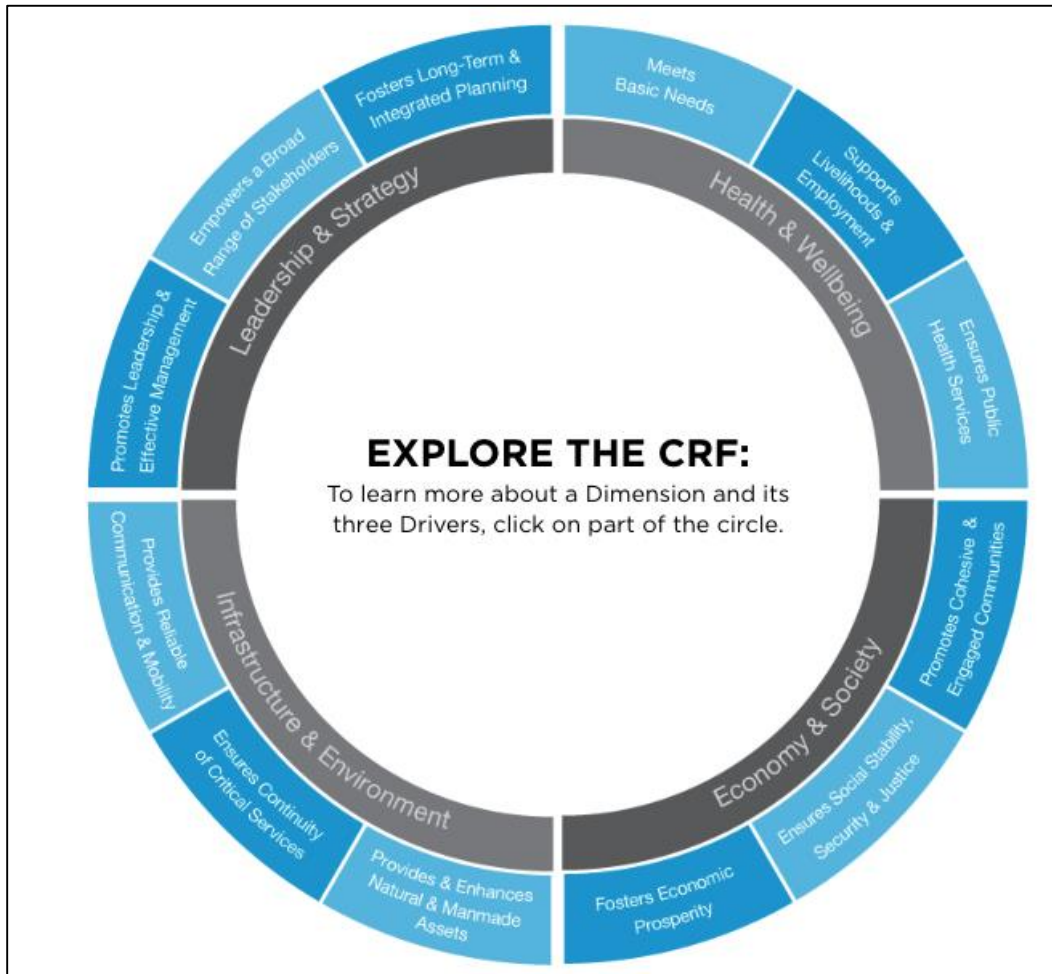 Meets
Basic Needs
Supports
Livelihoods &
Employment
Ensures Public
Health Services
Promotes Cohesive &
Engaged Communities
Ensures Social Stability,
Security & Justice
Fosters Economic
Prosperity
Provides & Enhances
Natural & Manmade
Assets
Ensures Continuity
of Critical Services
Provides Reliable
Communication & Mobility
Promotes Leadership &
Effective Management
Empowers a Broad
Range of Stakeholders
Fosters Long-Term &
Integrated Planning
Health & Wellbeing
Economy & Society
Infrastructure & Environment
Leadership & Strategy
EXPLORE THE CRF:
To learn more about a Dimension and its
three Drivers, click on part of the circle.